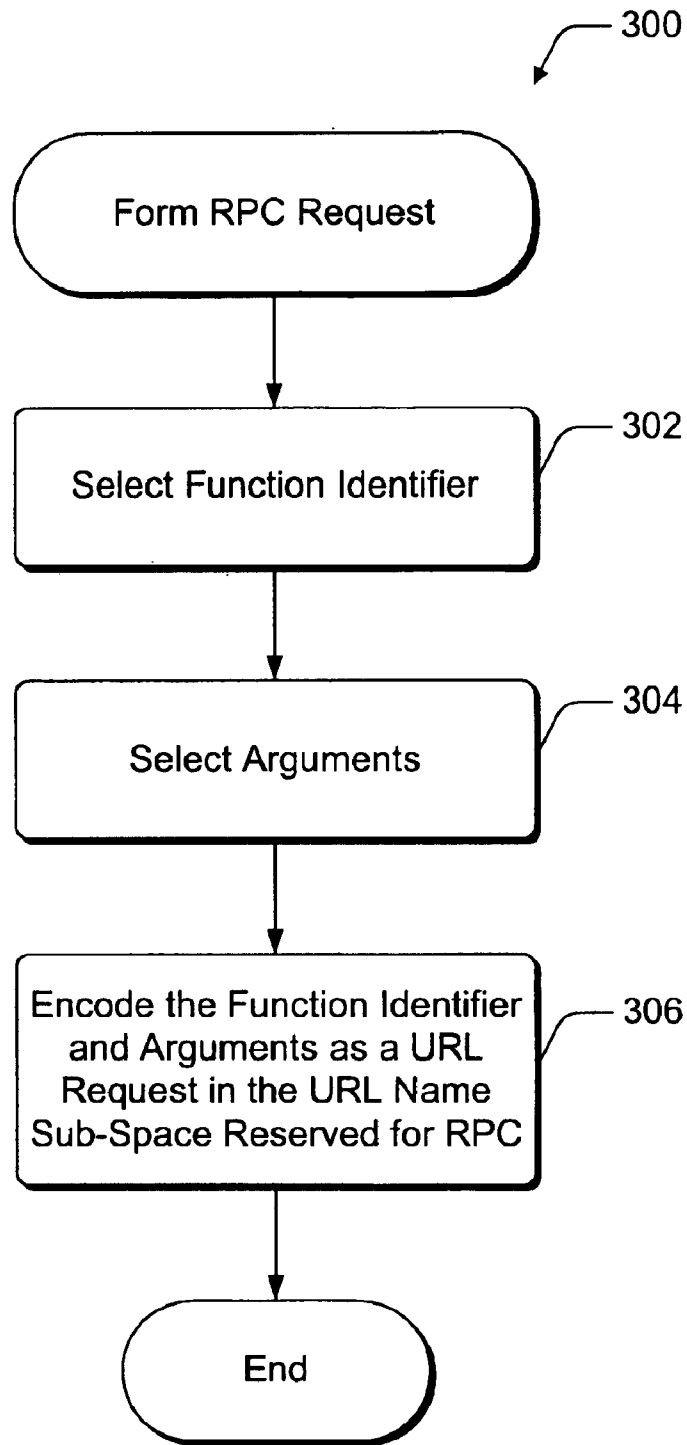 300
Form RPC Request
302
Select Function Identifier
304
Select Arguments
306
Encode the Function Identifier
and Arguments as a URL
Request in the URL Name
Sub-Space Reserved for RPC
End